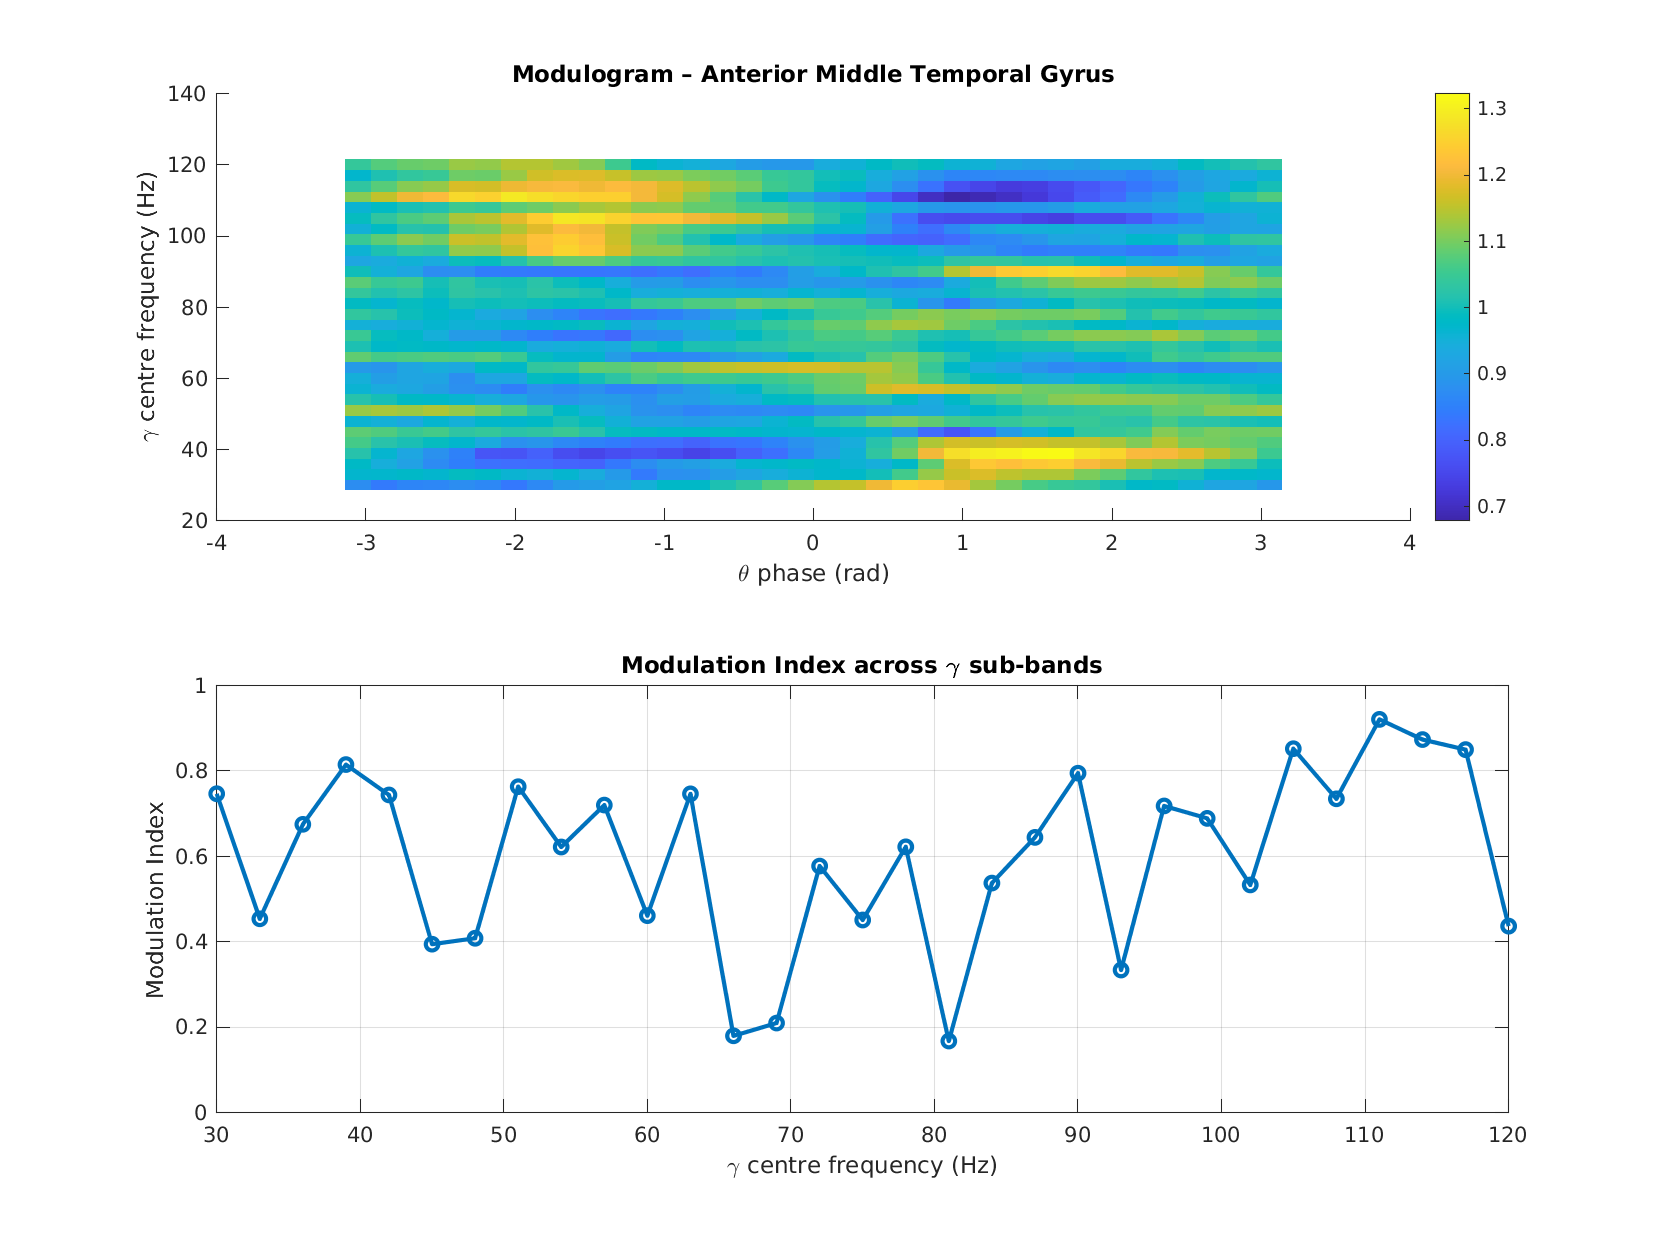 Modulogram – Anterior Middle Temporal Gyrus
140
120
100
80
60
40
20
γ centre frequency (Hz)
-4 -3 -2 -1 0 1 2 3 4
θ phase (rad)
1.3
1.2
1.1
1
0.9
0.8
0.7
Modulation Index across γ sub-bands
1
0.8
0.6
0.4
0.2
0
Modulation Index
30 40 50 60 70 80 90 100 110 120
γ centre frequency (Hz)